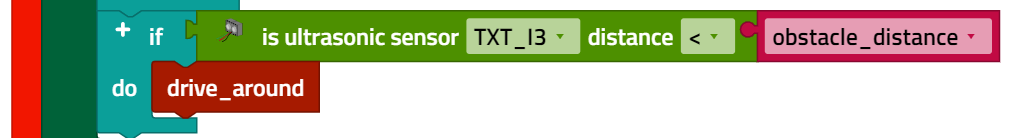 + if is ultrasonic sensor TXT_I3 distance < obstacle_distance
do drive_around